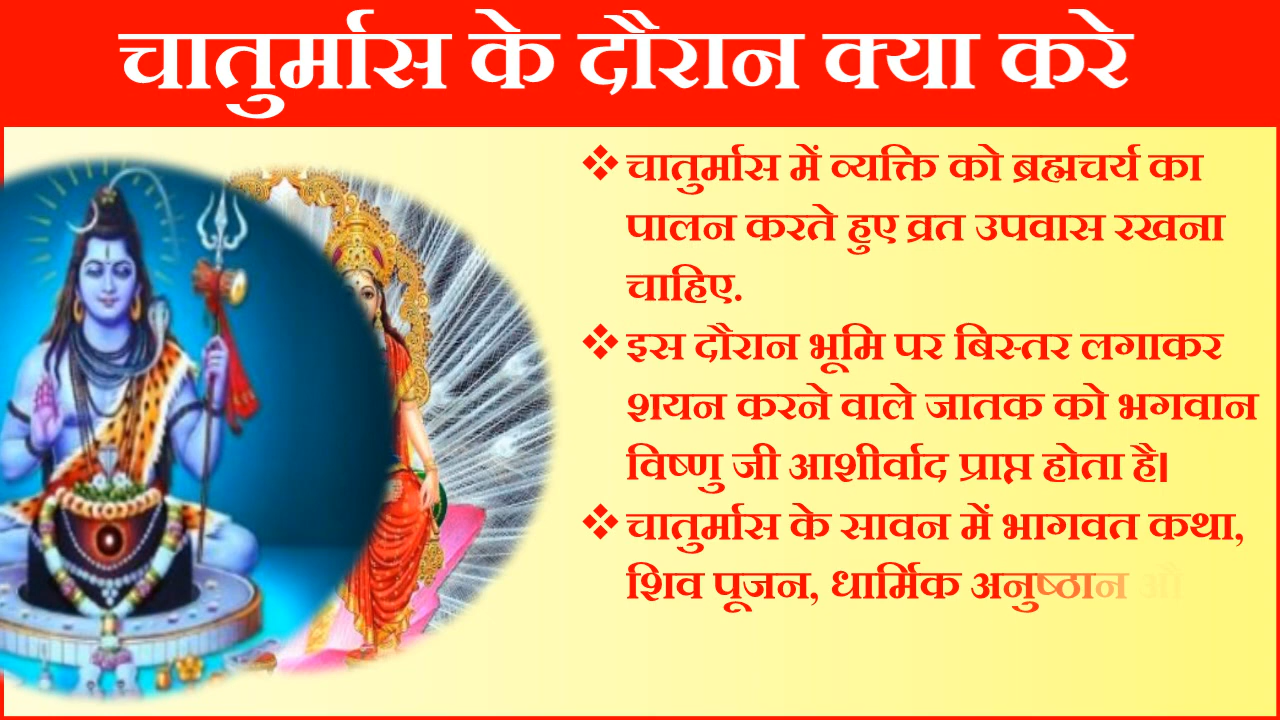 चातुर्मास के दौरान क्या करे
❖ चातुर्मास में व्यक्ति को ब्रह्मचर्य का
पालन करते हुए व्रत उपवास रखना
चाहिए.
❖ इस दौरान भूमि पर बिस्तर लगाकर
शयन करने वाले जातक को भगवान
विष्णु जी आशीर्वाद प्राप्त होता है।
❖ चातुर्मास के सावन में भागवत कथा,
शिव पूजन, धार्मिक अनुष्ठान औ